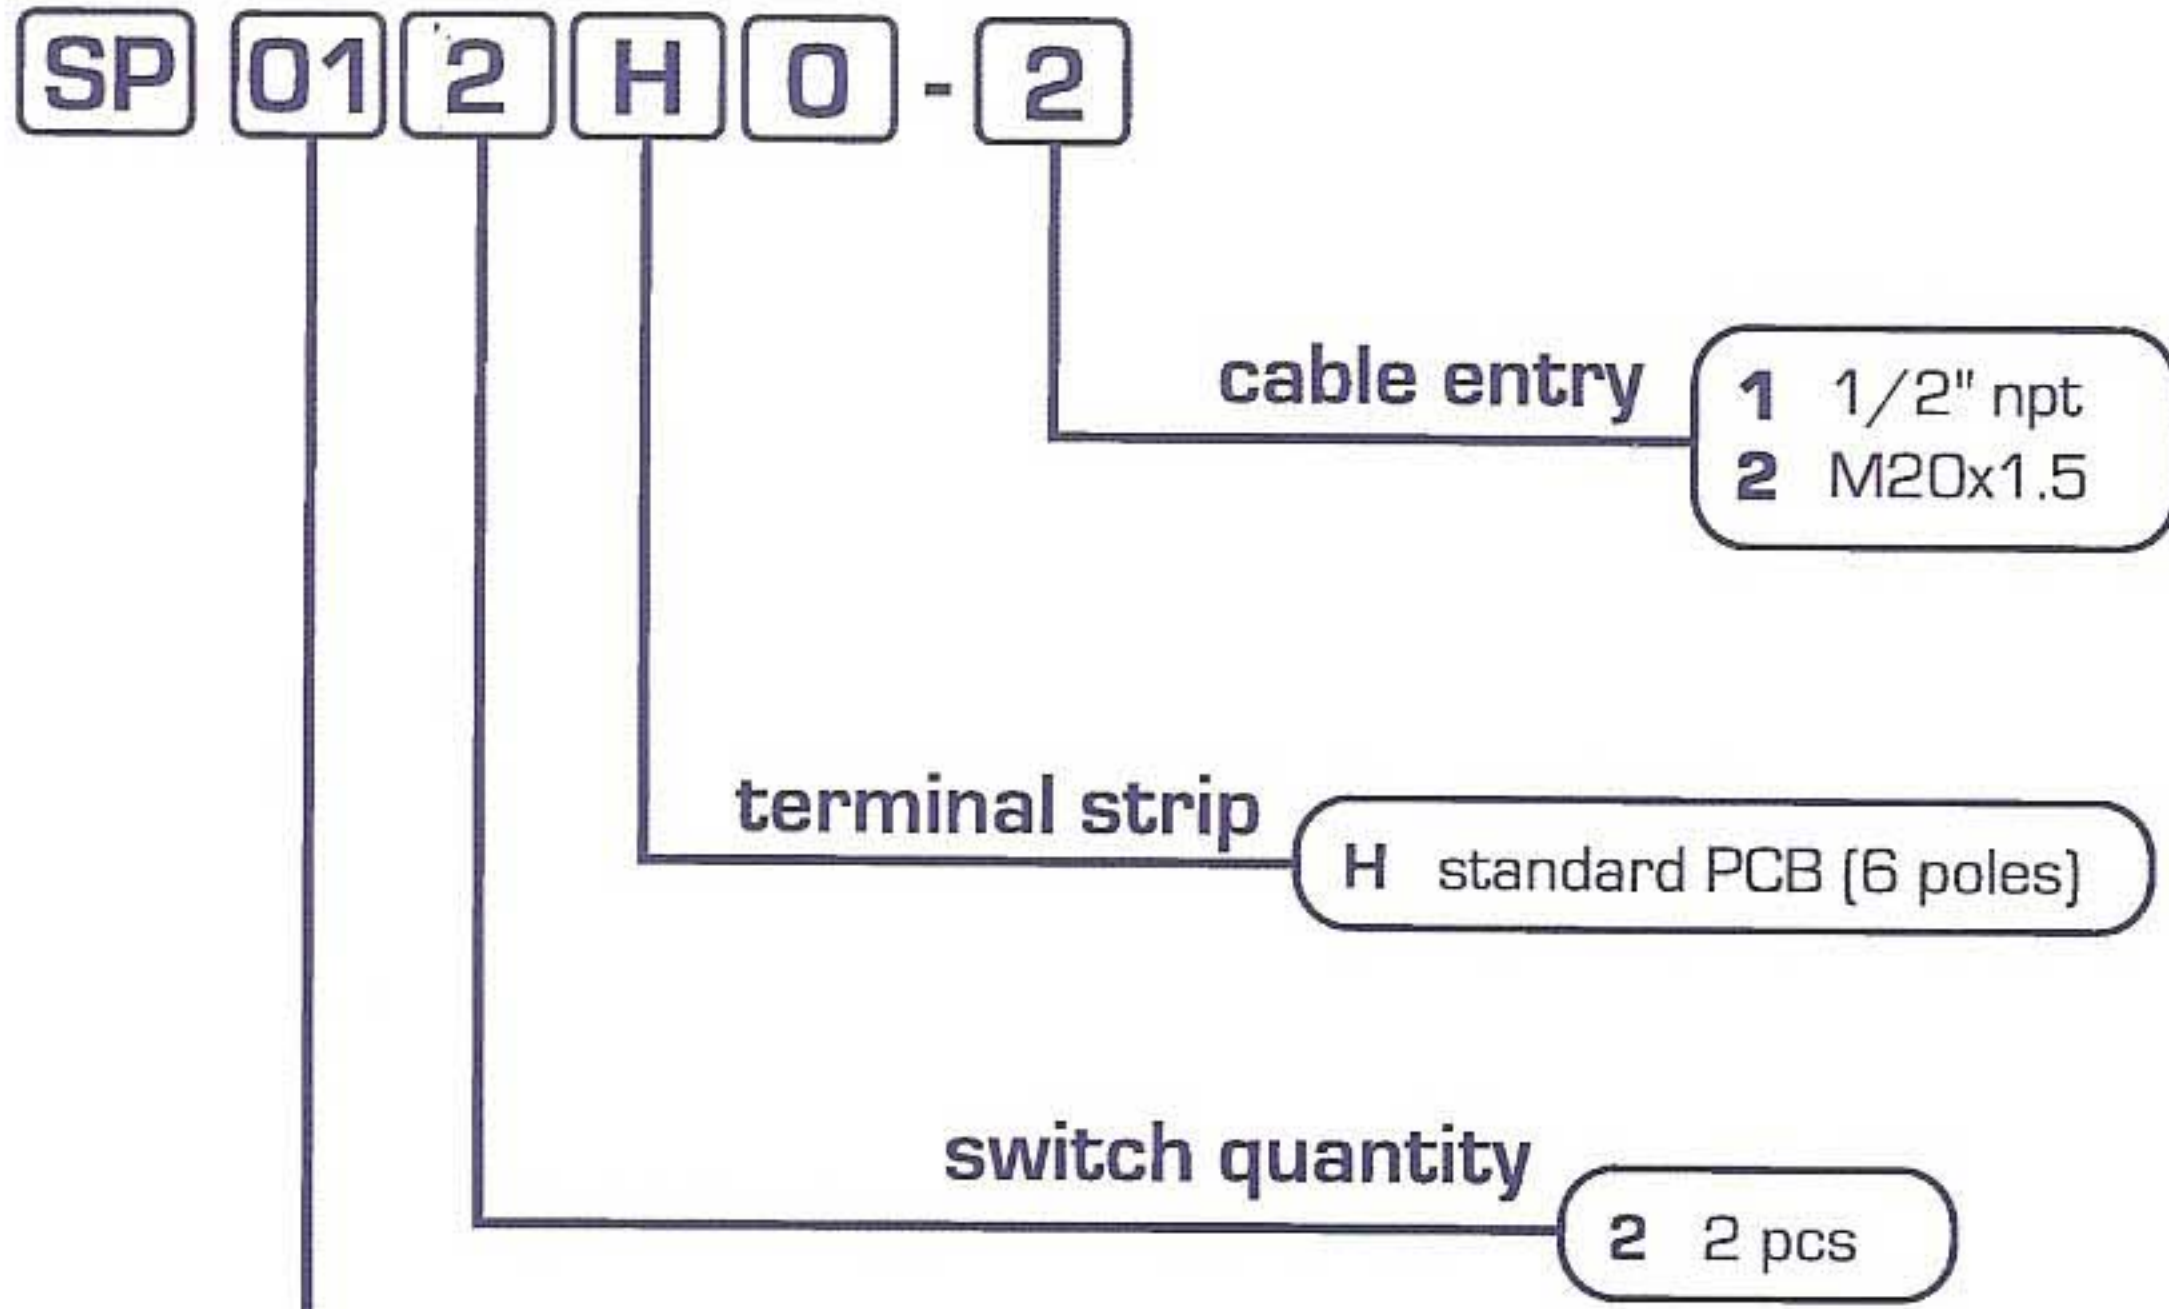 SP 01 2 H 0 - 2
cable entry
1 1/2" npt
2 M20x1.5
terminal strip
H standard PCB (6 poles)
switch quantity
2 2 pcs